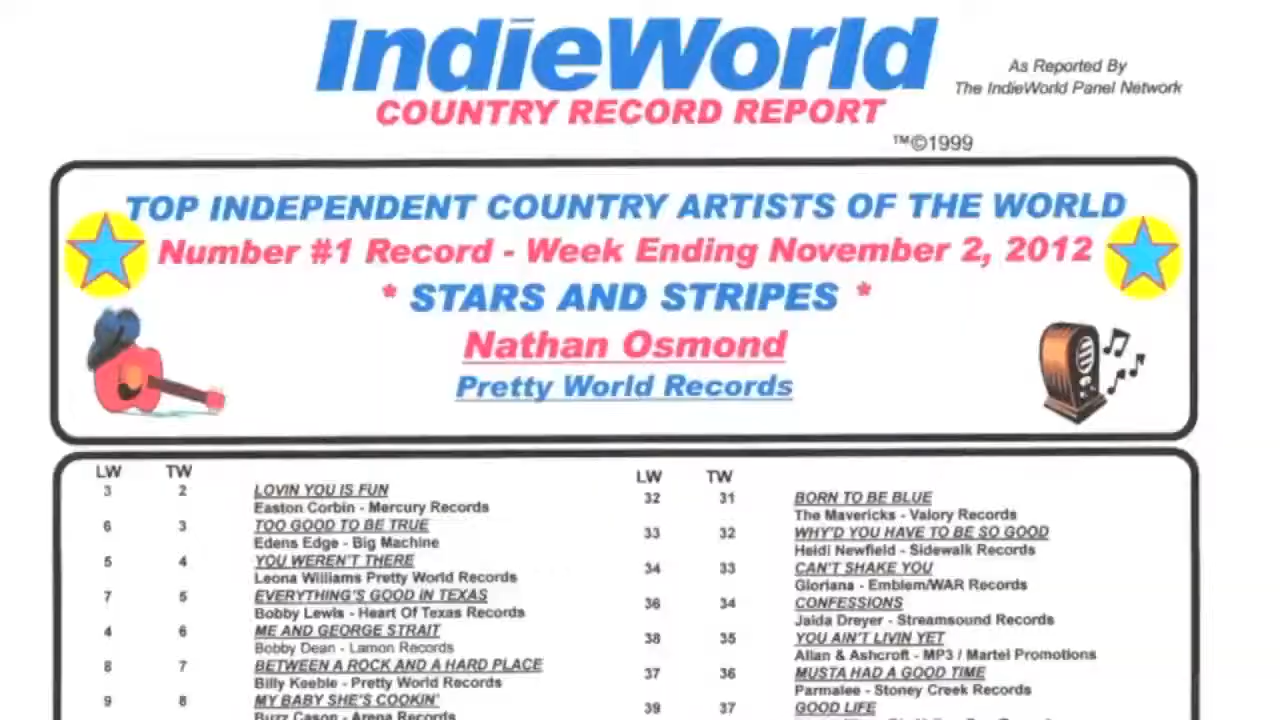 IndieWorld
COUNTRY RECORD REPORT
As Reported By
The IndieWorld Panel Network
™©1999
TOP INDEPENDENT COUNTRY ARTISTS OF THE WORLD
Number #1 Record - Week Ending November 2, 2012
* STARS AND STRIPES *
Nathan Osmond
Pretty World Records
LW TW
3 2 LOVIN YOU IS FUN
Easton Corbin - Mercury Records
6 3 TOO GOOD TO BE TRUE
Edens Edge - Big Machine
5 4 YOU WEREN'T THERE
Leona Williams Pretty World Records
7 5 EVERYTHING'S GOOD IN TEXAS
Bobby Lewis - Heart Of Texas Records
4 6 ME AND GEORGE STRAIT
Bobby Dean - Lamon Records
8 7 BETWEEN A ROCK AND A HARD PLACE
Billy Keeble - Pretty World Records
9 8 MY BABY SHE'S COOKIN'
Buzz Cason - Arena Records
LW TW
32 31 BORN TO BE BLUE
The Mavericks - Valory Records
33 32 WHY'D YOU HAVE TO BE SO GOOD
Heidi Newfield - Sidewalk Records
34 33 CAN'T SHAKE YOU
Gloriana - Emblem/WAR Records
36 34 CONFESSIONS
Jaida Dreyer - Streamsound Records
38 35 YOU AIN'T LIVIN YET
Allan & Ashcroft - MP3 / Martel Promotions
37 36 MUSTA HAD A GOOD TIME
Parmalee - Stoney Creek Records
39 37 GOOD LIFE